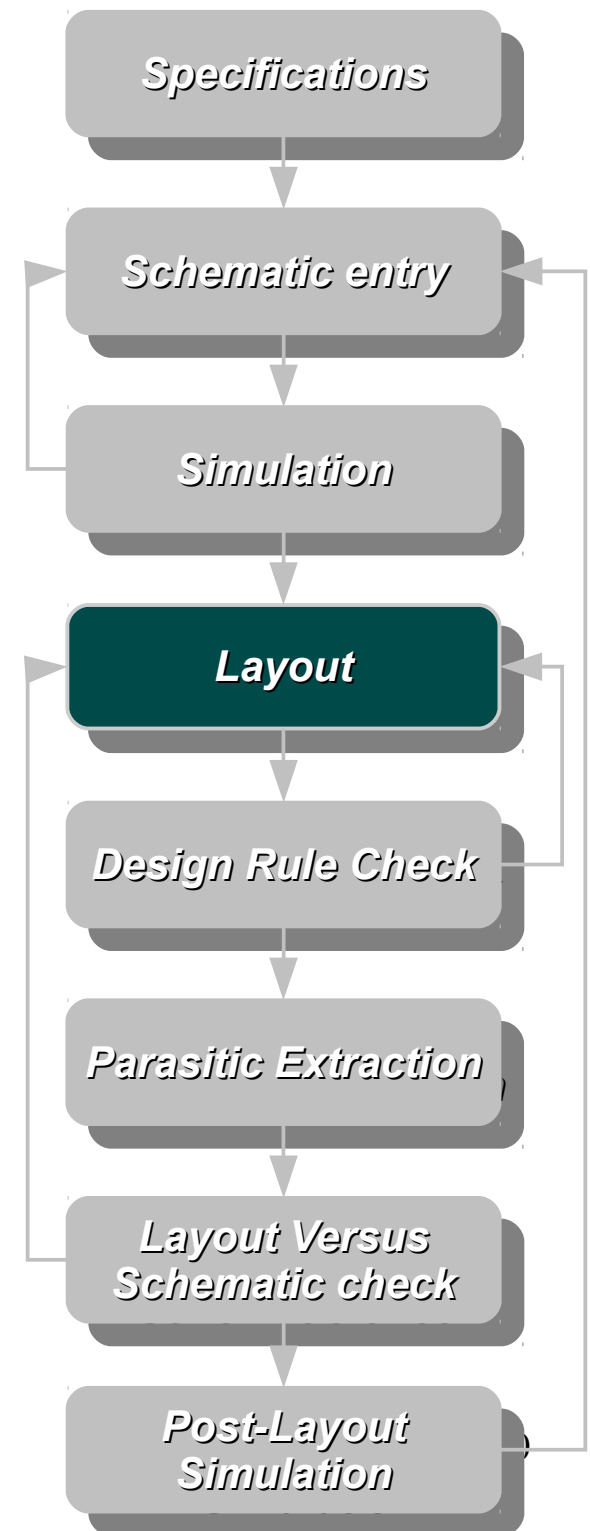 Specifications
Schematic entry
Simulation
Layout
Design Rule Check
Parasitic Extraction
Layout Versus
Schematic check
Post-Layout
Simulation